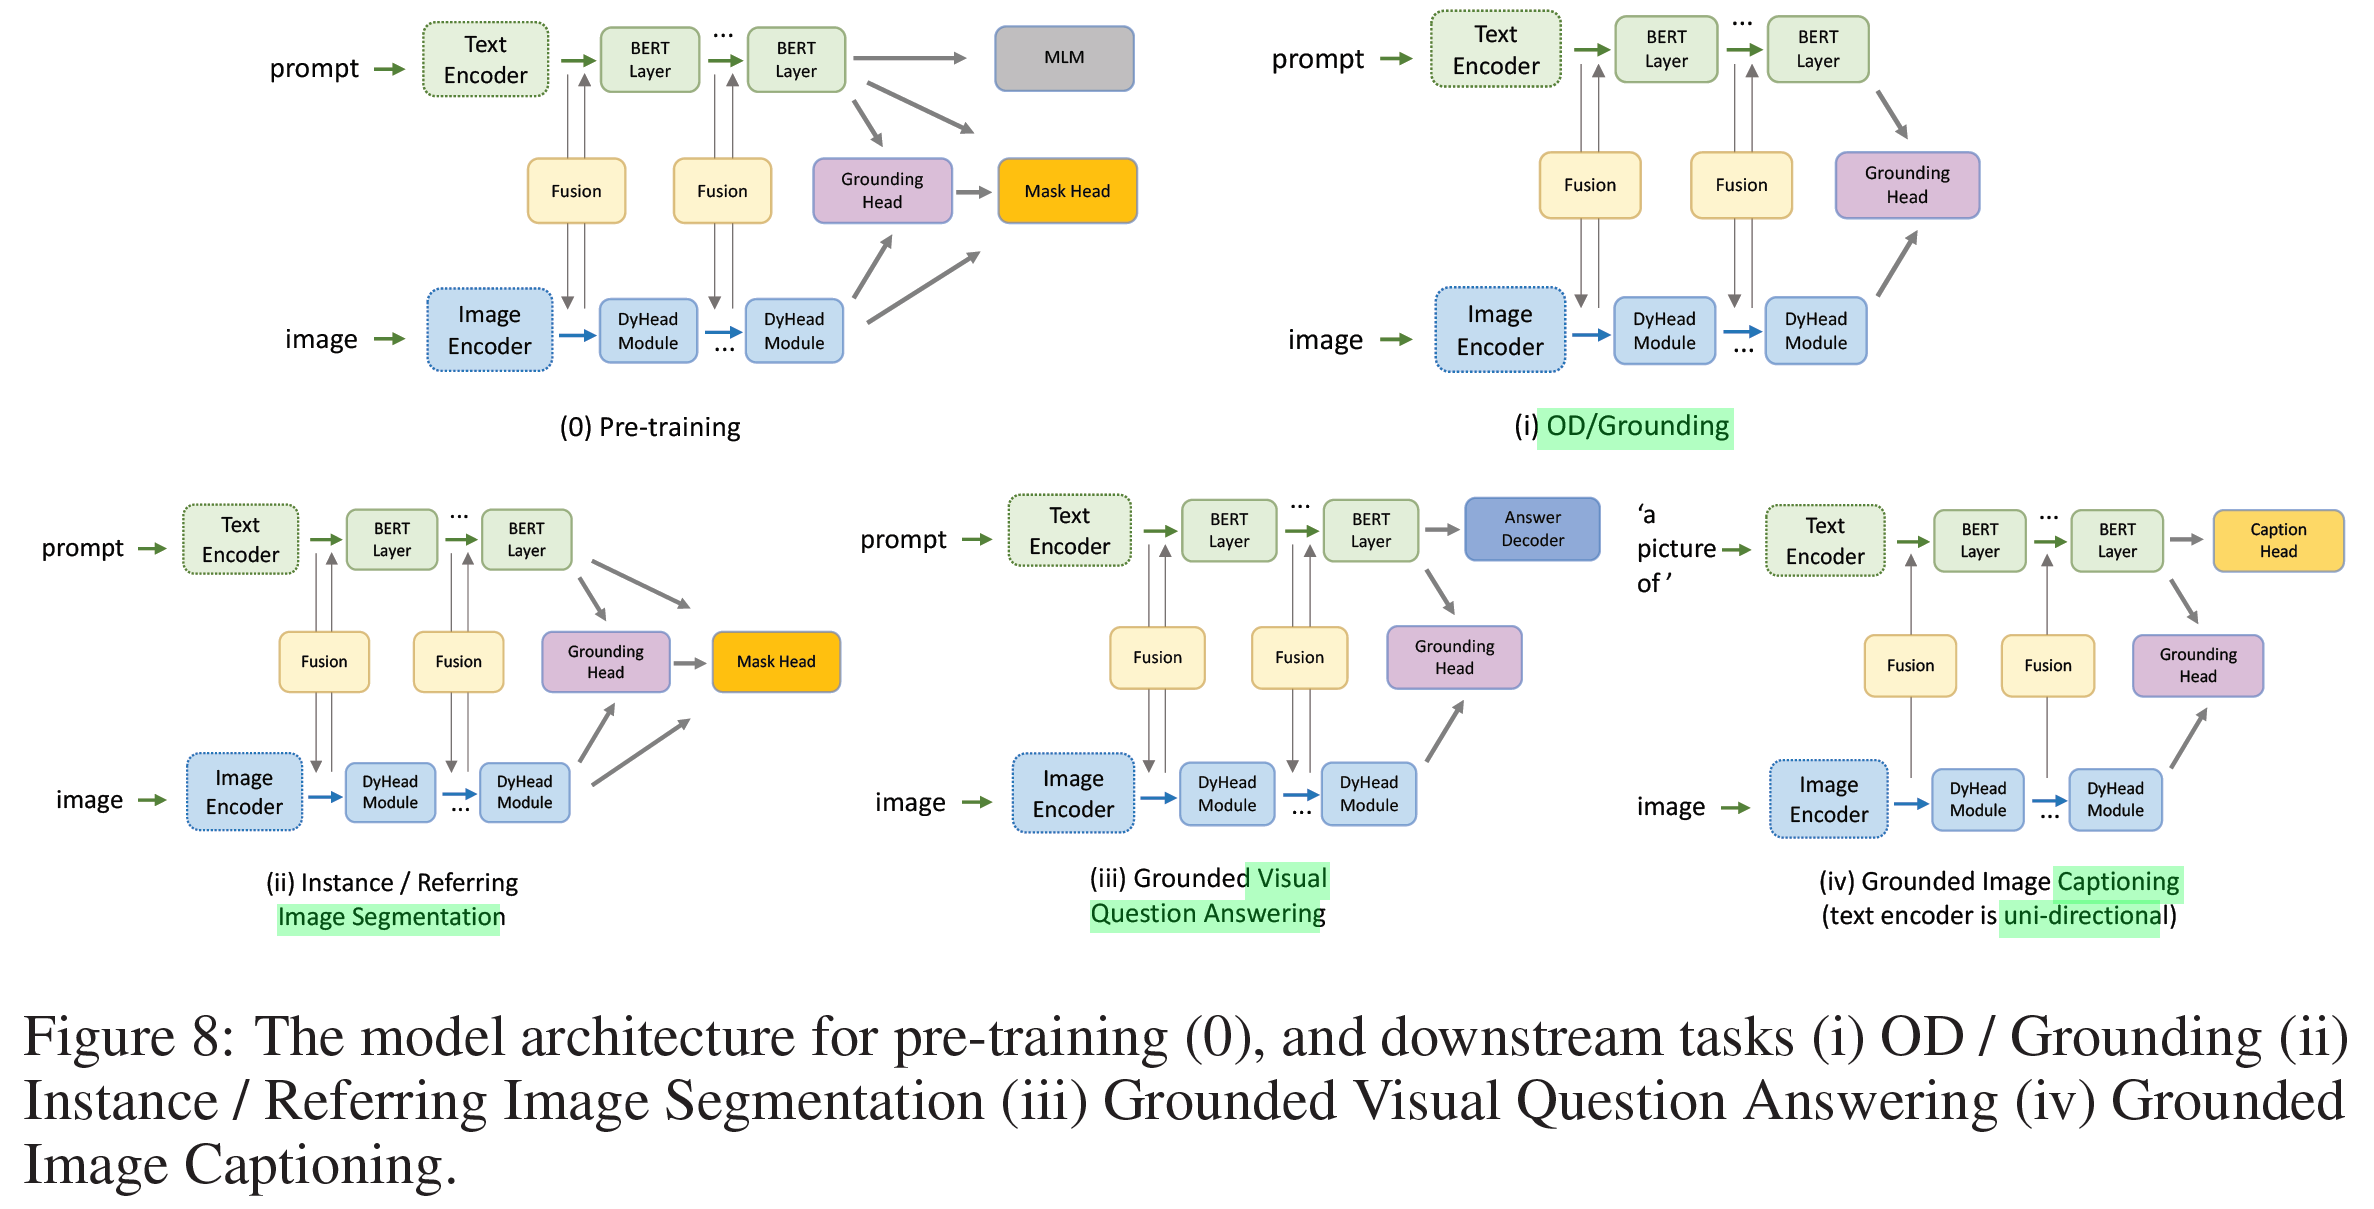 prompt
Text
Encoder
BERT
Layer
...
BERT
Layer
MLM
Fusion
Fusion
Grounding
Head
Mask Head
image
Image
Encoder
DyHead
Module
...
DyHead
Module
(0) Pre-training
prompt
Text
Encoder
BERT
Layer
...
BERT
Layer
Fusion
Fusion
Grounding
Head
image
Image
Encoder
DyHead
Module
...
DyHead
Module
(i) OD/Grounding
prompt
Text
Encoder
BERT
Layer
...
BERT
Layer
Fusion
Fusion
Grounding
Head
Mask Head
image
Image
Encoder
DyHead
Module
...
DyHead
Module
(ii) Instance / Referring
Image Segmentation
prompt
Text
Encoder
BERT
Layer
...
BERT
Layer
Answer
Decoder
Fusion
Fusion
Grounding
Head
image
Image
Encoder
DyHead
Module
...
DyHead
Module
(iii) Grounded Visual
Question Answering
‘a
picture
of ’
Text
Encoder
BERT
Layer
...
BERT
Layer
Caption
Head
Fusion
Fusion
Grounding
Head
image
Image
Encoder
DyHead
Module
...
DyHead
Module
(iv) Grounded Image Captioning
(text encoder is uni-directional)
Figure 8: The model architecture for pre-training (0), and downstream tasks (i) OD / Grounding (ii)
Instance / Referring Image Segmentation (iii) Grounded Visual Question Answering (iv) Grounded
Image Captioning.